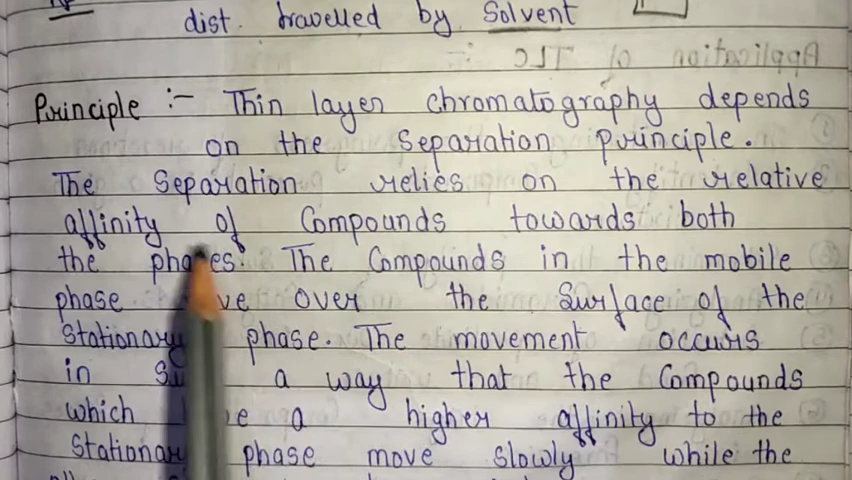 dist. travelled by Solvent
Application of TLC :-
Principle :- Thin layer chromatography depends
on the Separation principle.
The Separation relies on the relative
affinity of Compounds towards both
the phases. The Compounds in the mobile
phase over the Surface of the
Stationary phase. The movement occurs
in a way that the Compounds
which a higher affinity to the
Stationary phase move slowly while the